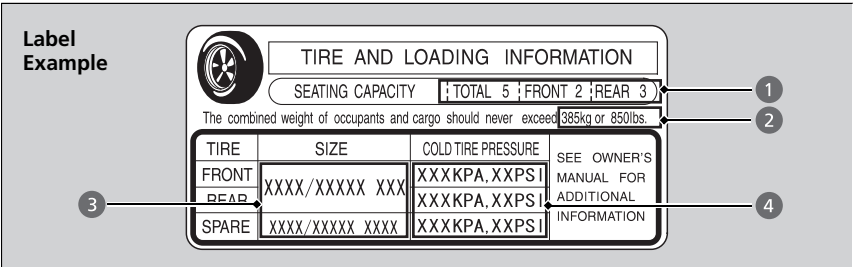 Label
Example
TIRE AND LOADING INFORMATION
SEATING CAPACITY TOTAL 5 FRONT 2 REAR 3
1
The combined weight of occupants and cargo should never exceed 385kg or 850lbs.
2
TIRE SIZE COLD TIRE PRESSURE
SEE OWNER'S
MANUAL FOR
ADDITIONAL
INFORMATION
FRONT XXXX/XXXXX XXX XXXKPA,XXPSI
REAR XXXKPA,XXPSI
3
4
SPARE XXXX/XXXXX XXXX XXXKPA,XXPSI